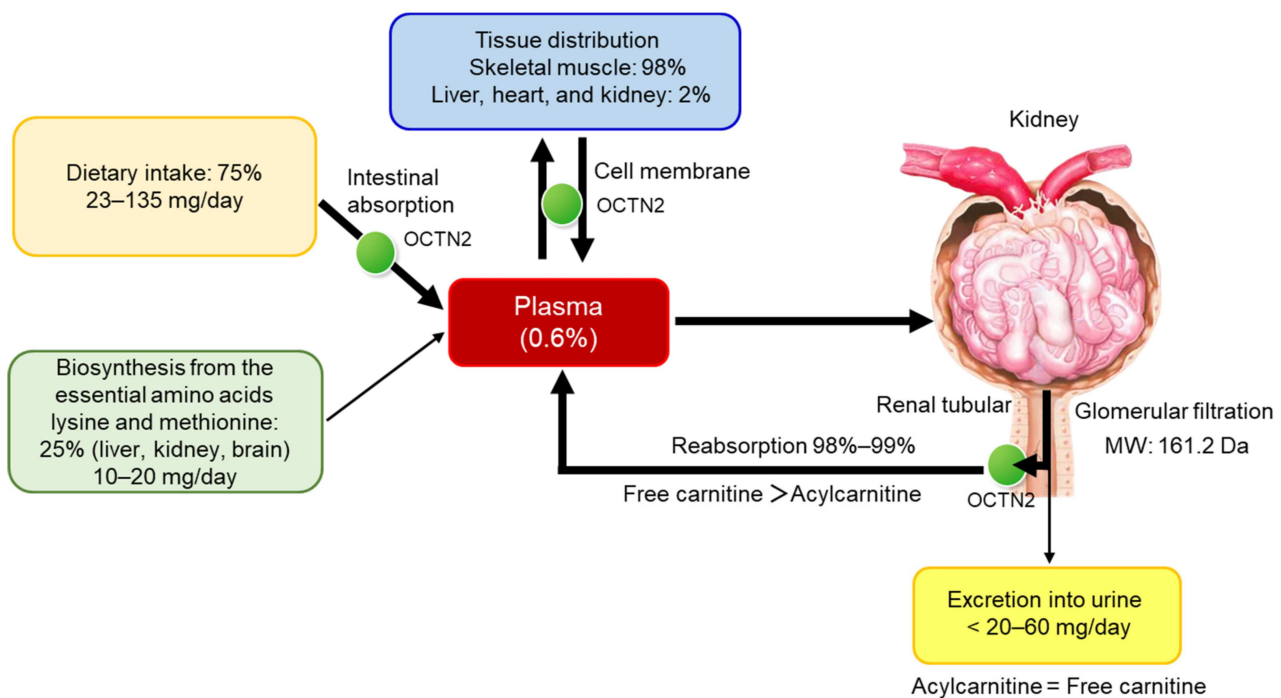 Tissue distribution
Skeletal muscle: 98%
Liver, heart, and kidney: 2%
Kidney
Dietary intake: 75%
23–135 mg/day
Intestinal
absorption
OCTN2
Cell membrane
OCTN2
Plasma
(0.6%)
Biosynthesis from the
essential amino acids
lysine and methionine:
25% (liver, kidney, brain)
10–20 mg/day
Renal tubular
Glomerular filtration
MW: 161.2 Da
Reabsorption 98%–99%
Free carnitine ＞Acylcarnitine
OCTN2
Excretion into urine
< 20–60 mg/day
Acylcarnitine = Free carnitine